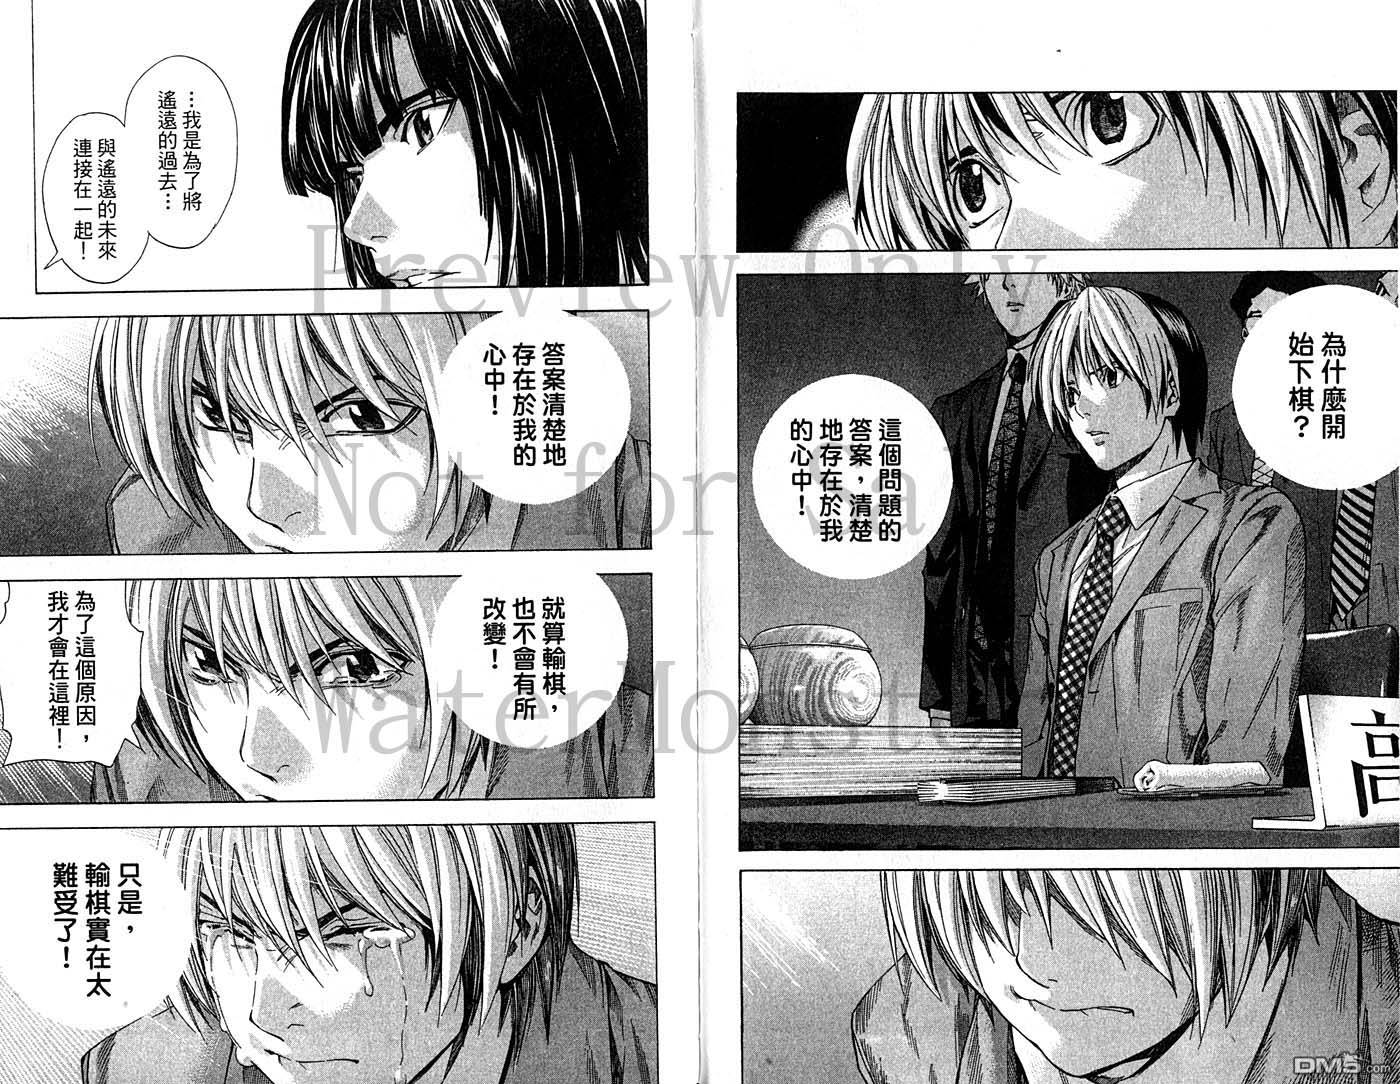 為什麼開
始下棋？
這個問題的
答案，清楚
地存在於我
的心中！
高
…我是為了將
遙遠的過去…
與遙遠的未來
連接在一起！
答案清楚地
存在於我的
心中！
就算輸棋，
也不會有所
改變！
為了這個原因，
我才會在這裡！
只是，
輸棋實在太
難受了！
Preview Only
Not for Sal
WaterMonst
DM5.com